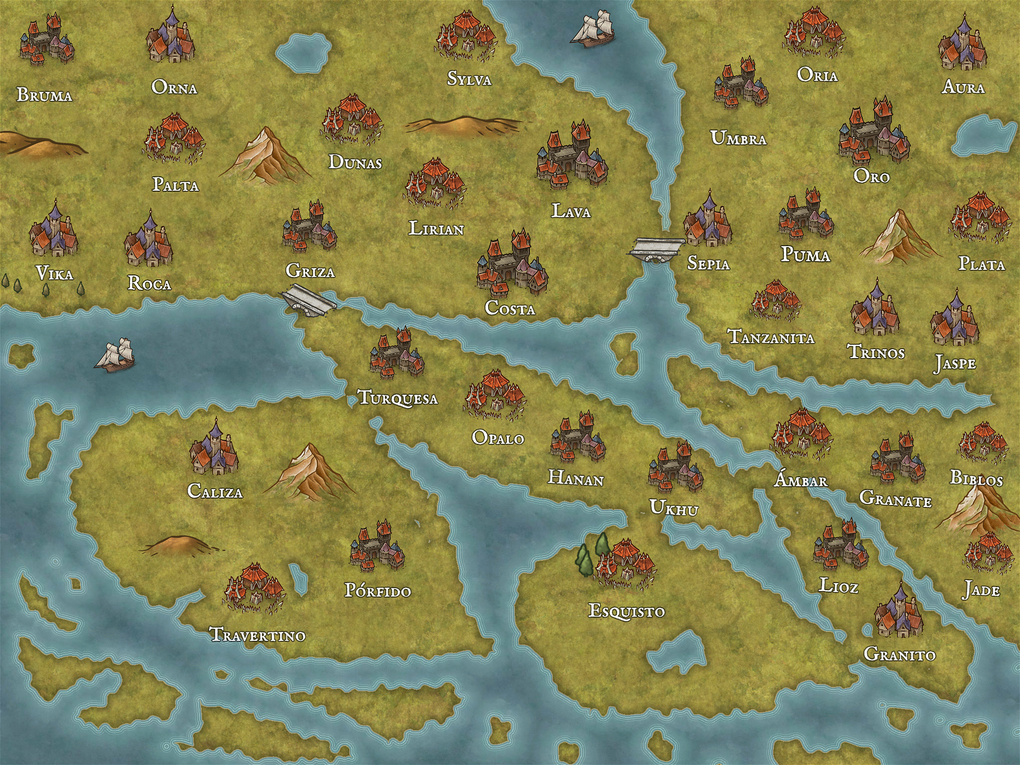 Bruma
Orna
Sylva
Oria
Aura
Palta
Dunas
Umbra
Oro
Lirian
Lava
Vika
Roca
Griza
Costa
Sepia
Puma
Plata
Tanzanita
Trinos
Jaspe
Turquesa
Opalo
Caliza
Hanan
Ukhu
Ámbar
Granate
Biblos
Pórfido
Travertino
Esquisto
Lioz
Jade
Granito